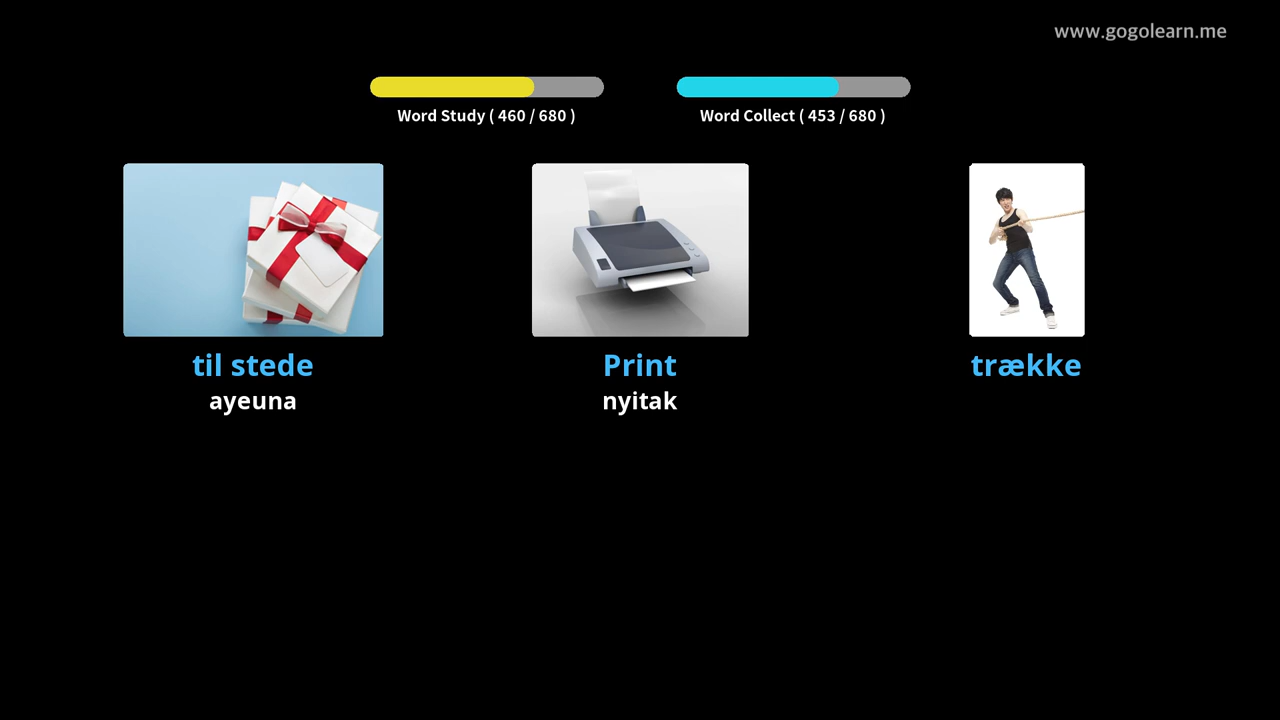 www.gogolearn.me
Word Study ( 460 / 680 )
Word Collect ( 453 / 680 )
til stede
ayeuna
Print
nyitak
trække